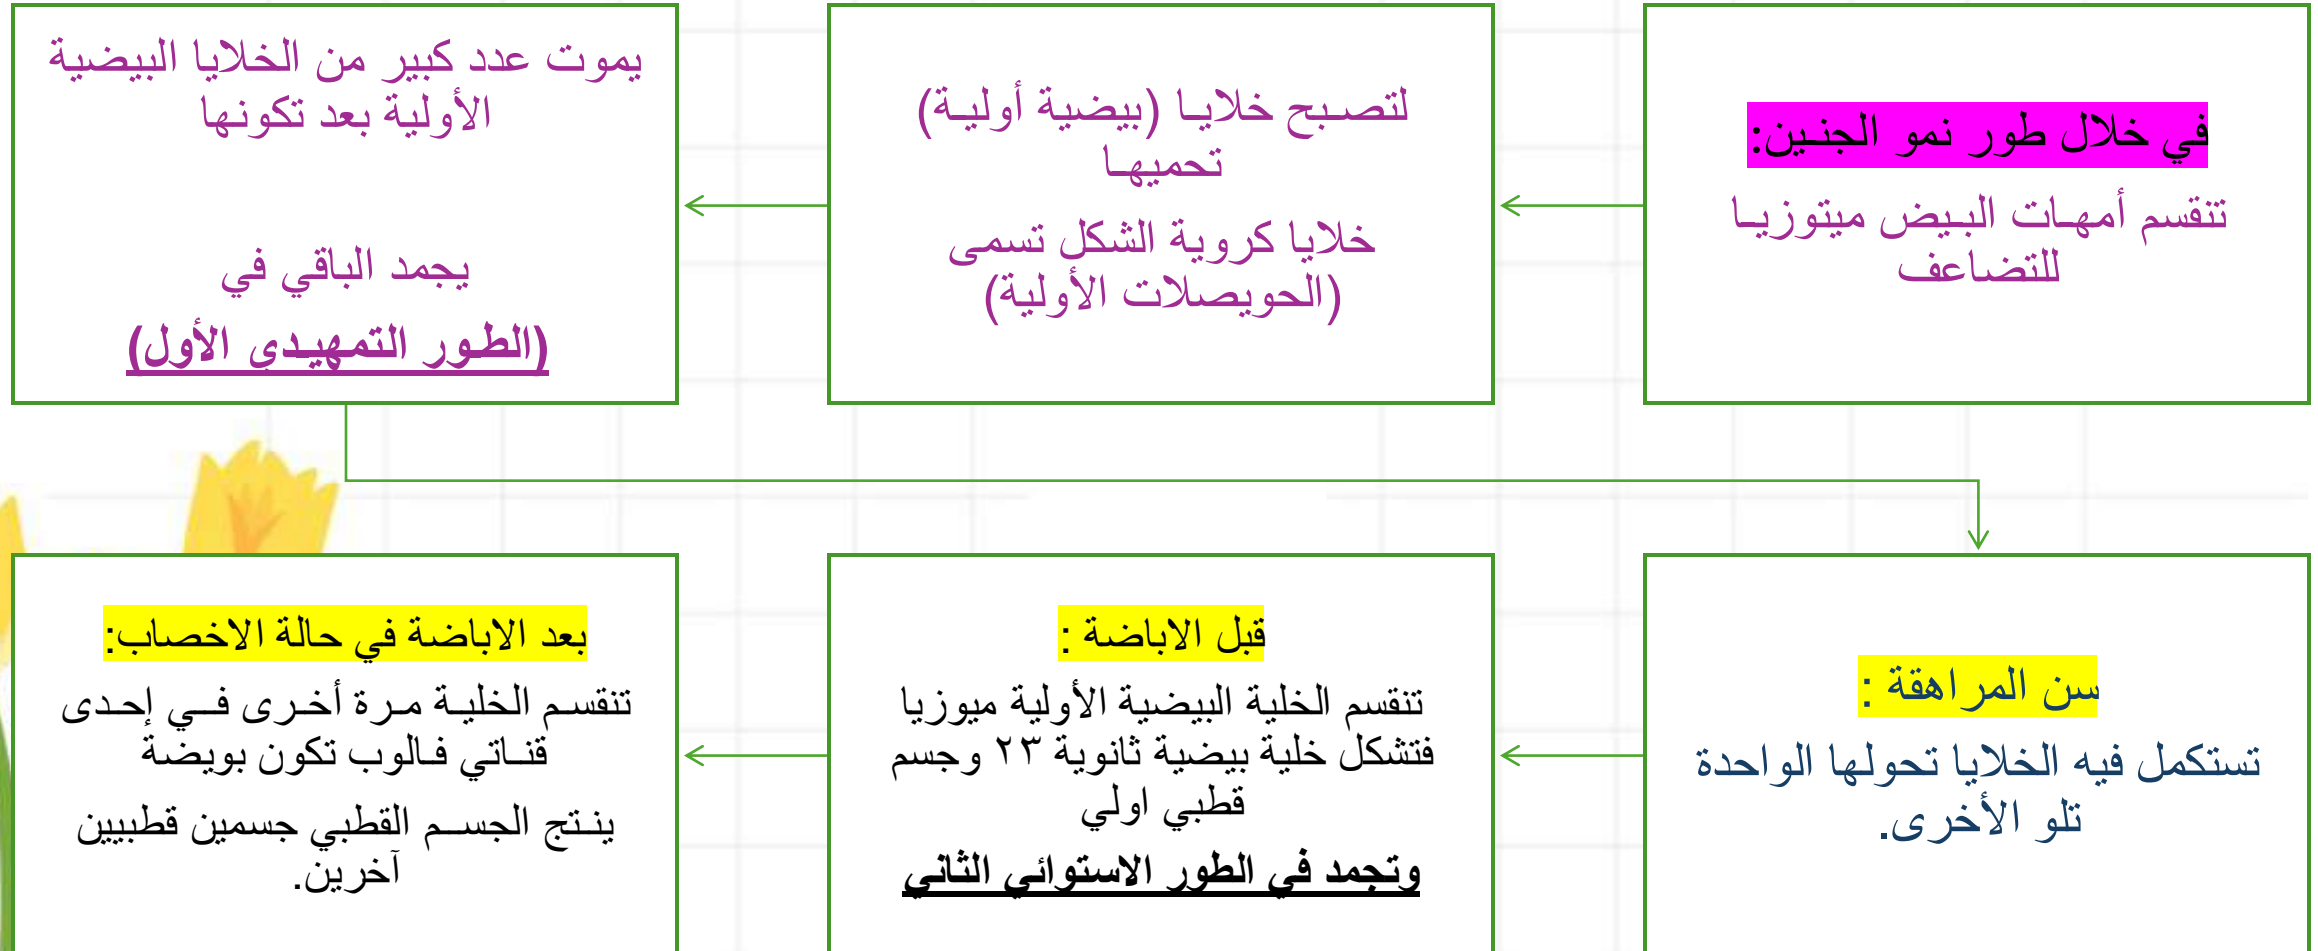 في خلال طور نمو الجنين:
تنقسم أمهات البيض ميتوزيا
للتضاعف
لتصبح خلايا (بيضية أولية)
تحميها
خلايا كروية الشكل تسمى
(الحويصلات الأولية)
يموت عدد كبير من الخلايا البيضية
الأولية بعد تكونها
يجمد الباقي في
(الطور التمهيدي الأول)
سن المراهقة :
تستكمل فيه الخلايا تحولها الواحدة
تلو الأخرى.
قبل الاباضة :
تنقسم الخلية البيضية الأولية ميوزيا
فتشكل خلية بيضية ثانوية ٢٣ وجسم
قطبي اولي
وتجمد في الطور الاستوائي الثاني
بعد الاباضة في حالة الاخصاب:
تنقسم الخلية مرة أخرى في إحدى
قناتي فالوب تكون بويضة
ينتج الجسم القطبي جسمين قطبيين
آخرين.